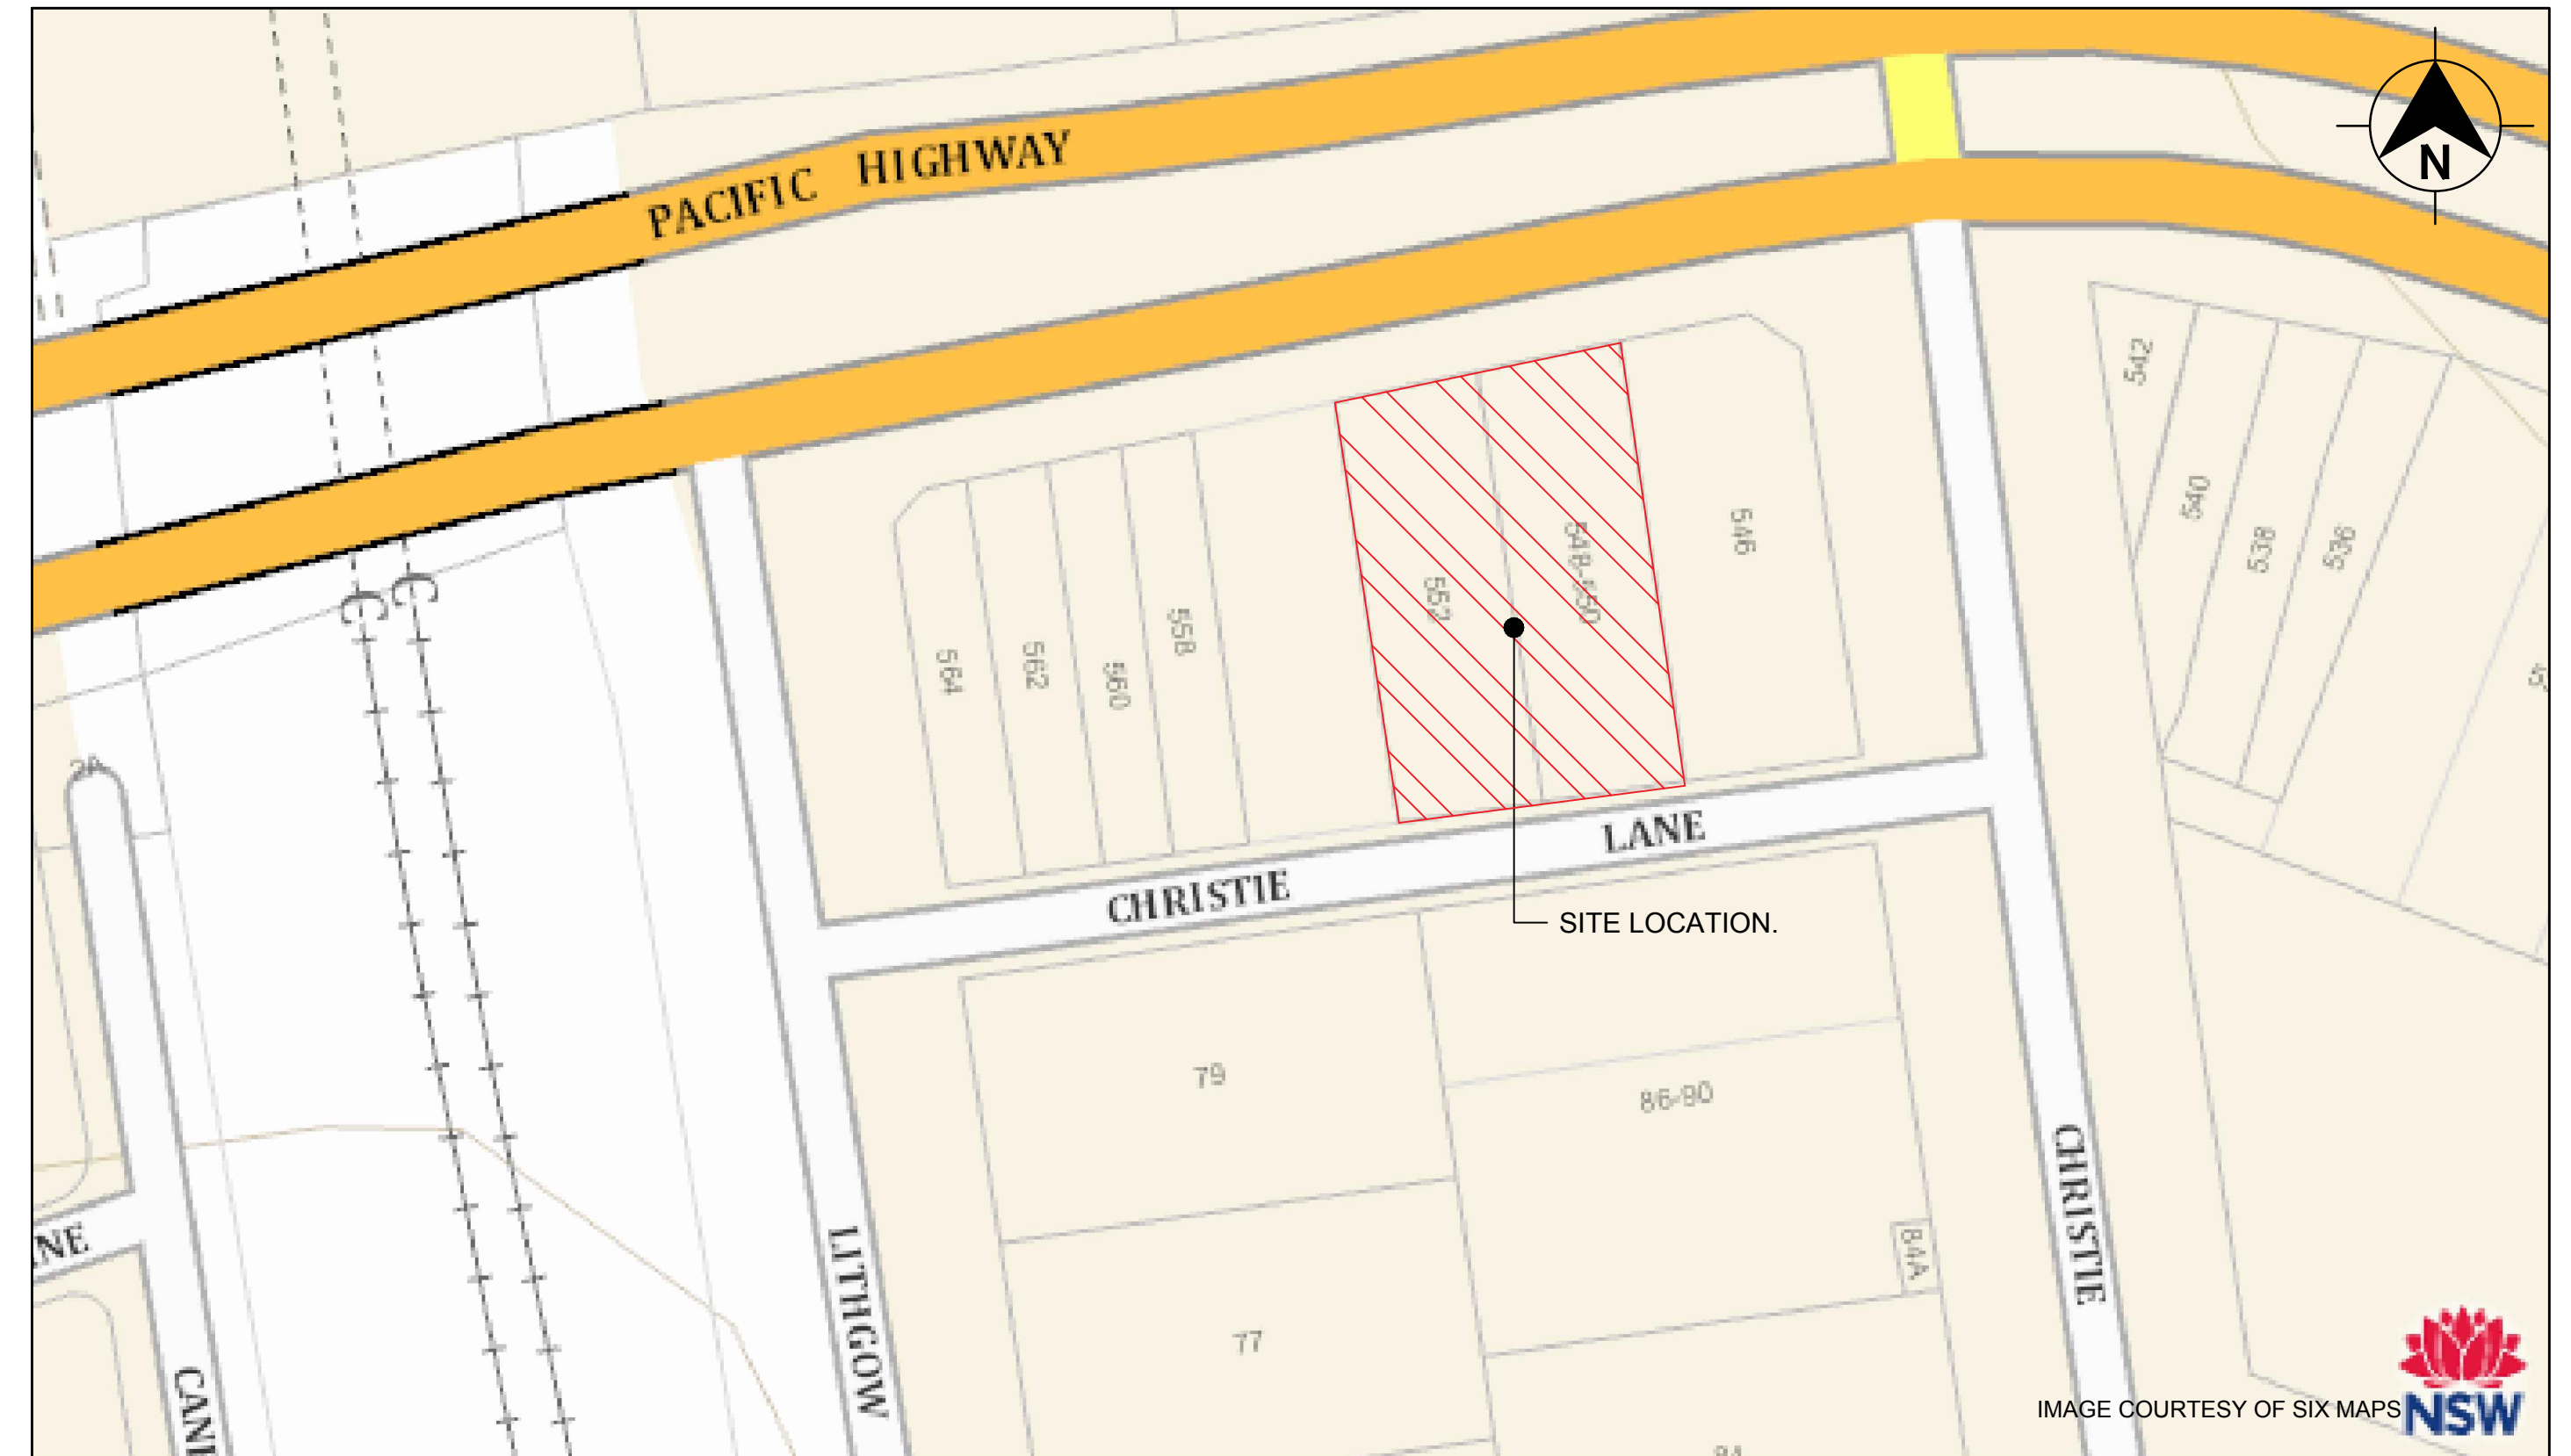 PACIFIC HIGHWAY
N
542
540
538
536
546
548-550
552
558
560
562
564
2A
LANE
CHRISTIE
SITE LOCATION.
79
86-90
84A
77
CHRISTIE
LITHGOW
IMAGE COURTESY OF SIX MAPS
NSW